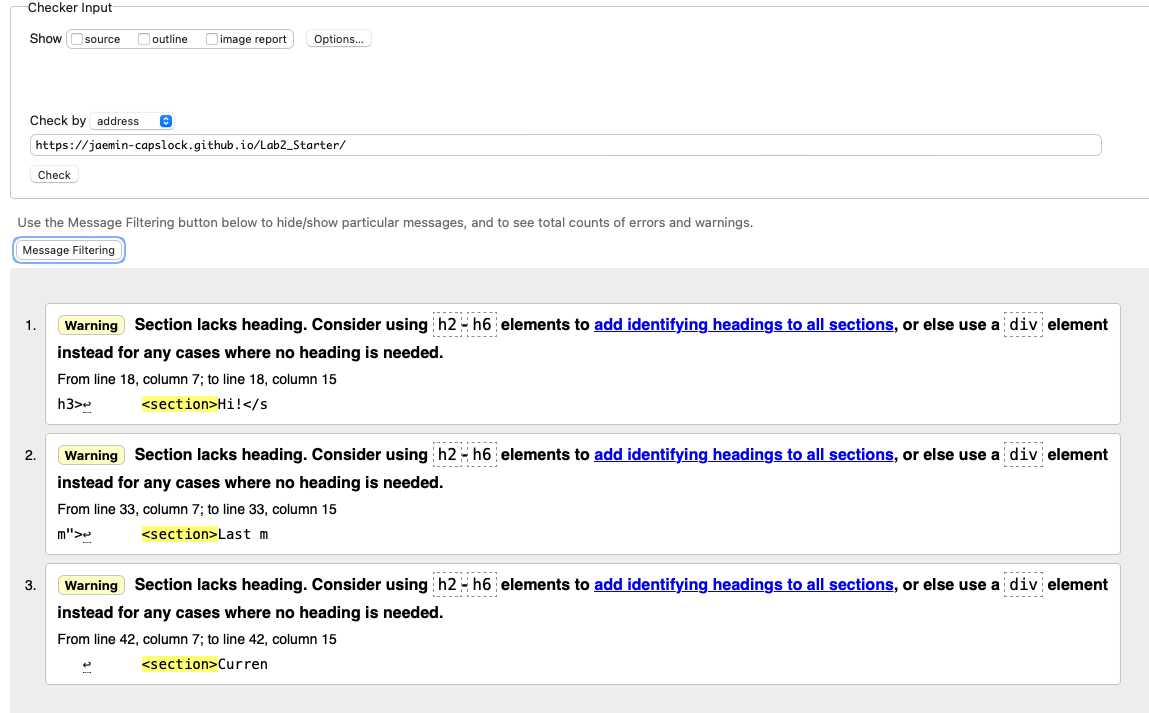 Checker Input
Show source outline image report Options...
Check by address
https://jaemin-capslock.github.io/Lab2_Starter/
Check
Use the Message Filtering button below to hide/show particular messages, and to see total counts of errors and warnings.
Message Filtering
1. Warning Section lacks heading. Consider using h2-h6 elements to add identifying headings to all sections, or else use a div element
instead for any cases where no heading is needed.
From line 18, column 7; to line 18, column 15
h3>↩ <section>Hi!</s
2. Warning Section lacks heading. Consider using h2-h6 elements to add identifying headings to all sections, or else use a div element
instead for any cases where no heading is needed.
From line 33, column 7; to line 33, column 15
m">↩ <section>Last m
3. Warning Section lacks heading. Consider using h2-h6 elements to add identifying headings to all sections, or else use a div element
instead for any cases where no heading is needed.
From line 42, column 7; to line 42, column 15
↩ <section>Curren